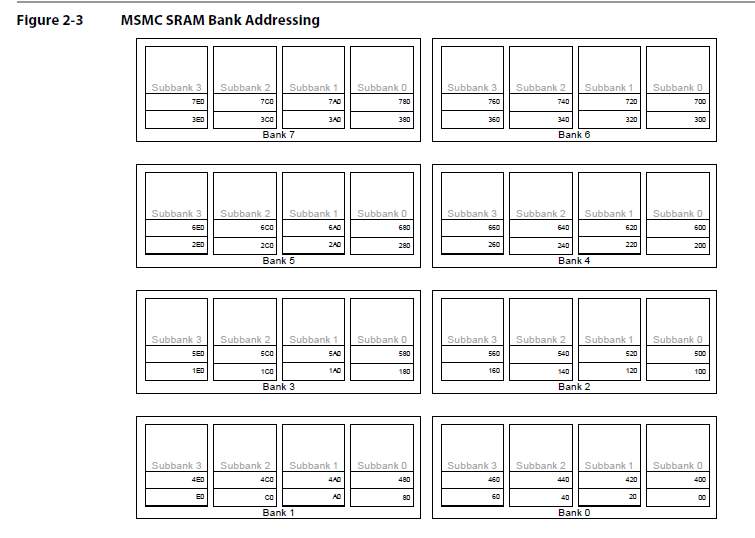 Figure 2-3 MSMC SRAM Bank Addressing
Subbank 3 Subbank 2 Subbank 1 Subbank 0 Subbank 3 Subbank 2 Subbank 1 Subbank 0
7E0 7C0 7A0 780 760 740 720 700
3E0 3C0 3A0 380 360 340 320 300
Bank 7 Bank 6
Subbank 3 Subbank 2 Subbank 1 Subbank 0 Subbank 3 Subbank 2 Subbank 1 Subbank 0
6E0 6C0 6A0 680 660 640 620 600
2E0 2C0 2A0 280 260 240 220 200
Bank 5 Bank 4
Subbank 3 Subbank 2 Subbank 1 Subbank 0 Subbank 3 Subbank 2 Subbank 1 Subbank 0
5E0 5C0 5A0 580 560 540 520 500
1E0 1C0 1A0 180 160 140 120 100
Bank 3 Bank 2
Subbank 3 Subbank 2 Subbank 1 Subbank 0 Subbank 3 Subbank 2 Subbank 1 Subbank 0
4E0 4C0 4A0 480 460 440 420 400
E0 C0 A0 80 60 40 20 00
Bank 1 Bank 0